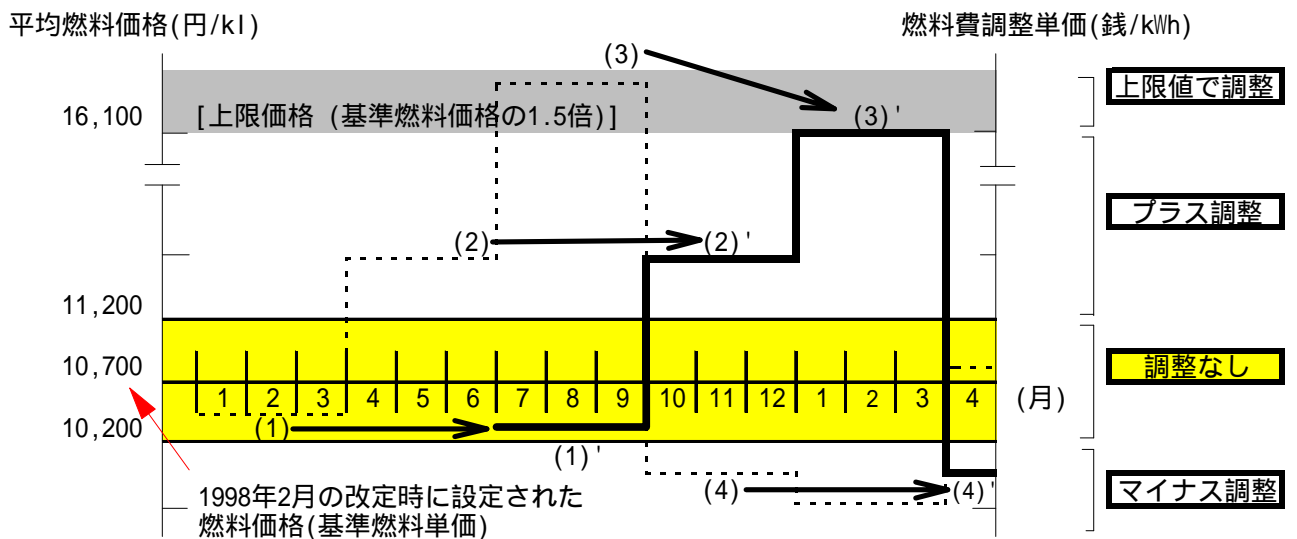 平均燃料価格(円/kl)
燃料費調整単価(銭/kWh)
(3)
上限値で調整
16,100
[上限価格 (基準燃料価格の1.5倍)]
(3)'
プラス調整
(2)
(2)'
11,200
10,700
調整なし
1 2 3 4 5 6 7 8 9 10 11 12 1 2 3 4 (月)
10,200
(1)
(1)'
(4)
(4)'
マイナス調整
1998年2月の改定時に設定された
燃料価格(基準燃料単価)